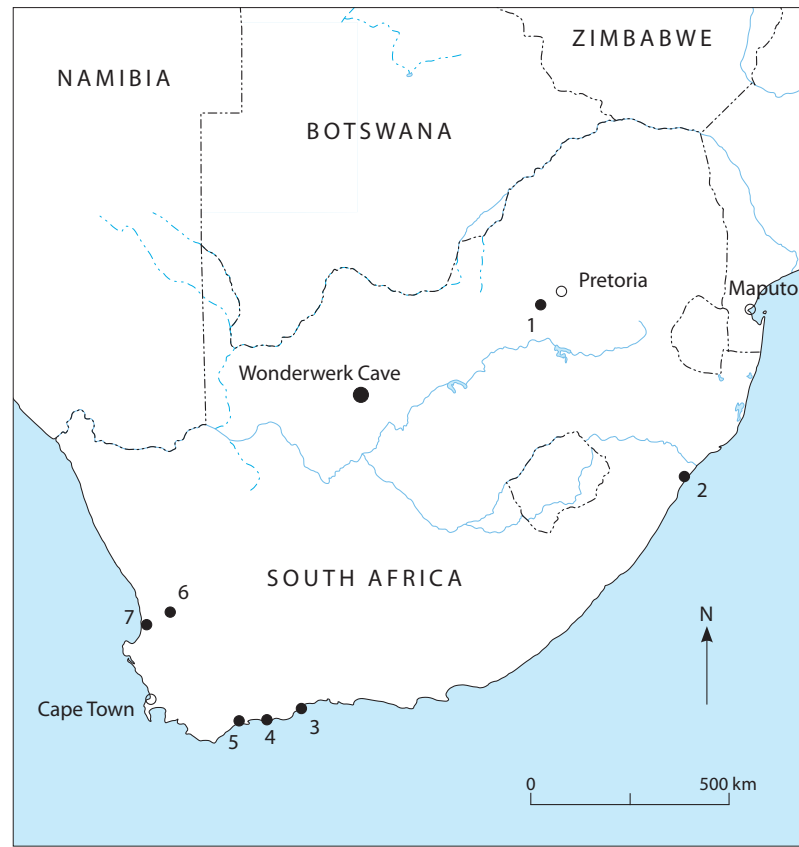 ZIMBABWE
NAMIBIA
BOTSWANA
Pretoria
Maputo
1
Wonderwerk Cave
2
SOUTH AFRICA
6
7
N
Cape Town
3
4
5
0 500 km